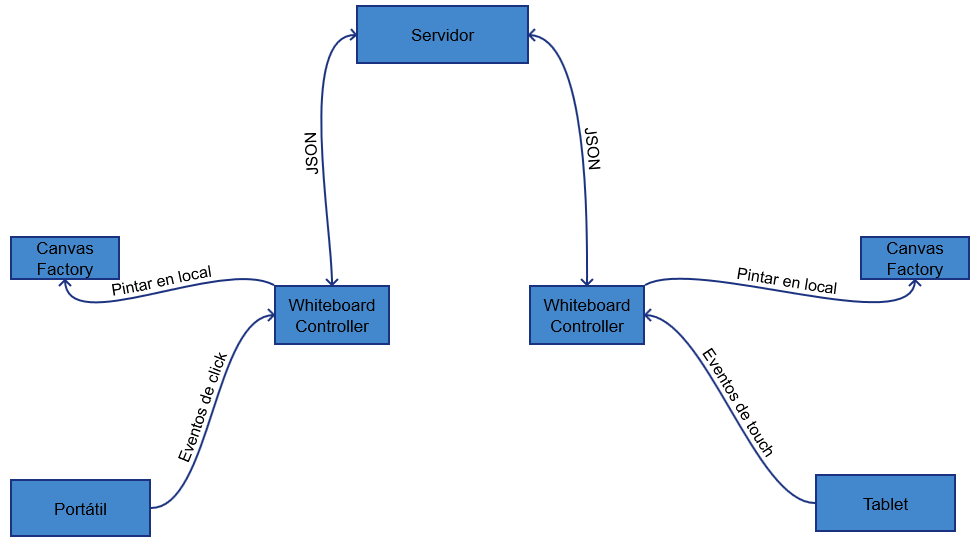 Servidor
JSON
JSON
Canvas
Factory
Pintar en local
Whiteboard
Controller
Whiteboard
Controller
Pintar en local
Canvas
Factory
Eventos de click
Eventos de touch
Portátil
Tablet